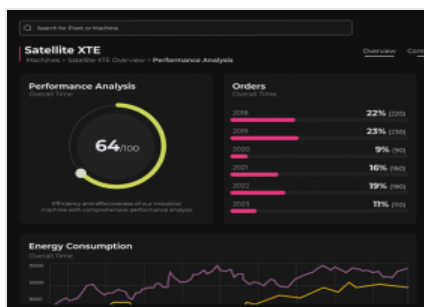 Search for Plant or Machine
Satellite XTE
Overview
Machines > Satellite XTE Overview > Performance Analysis
Performance Analysis
Overall Time
64/100
Efficiency and effectiveness of our industrial
machine with comprehensive performance analysis
Orders
Overall Time
2018 22% (220)
2019 23% (230)
2020 9% (90)
2021 16% (160)
2022 19% (190)
2023 11% (110)
Energy Consumption
Overall Time